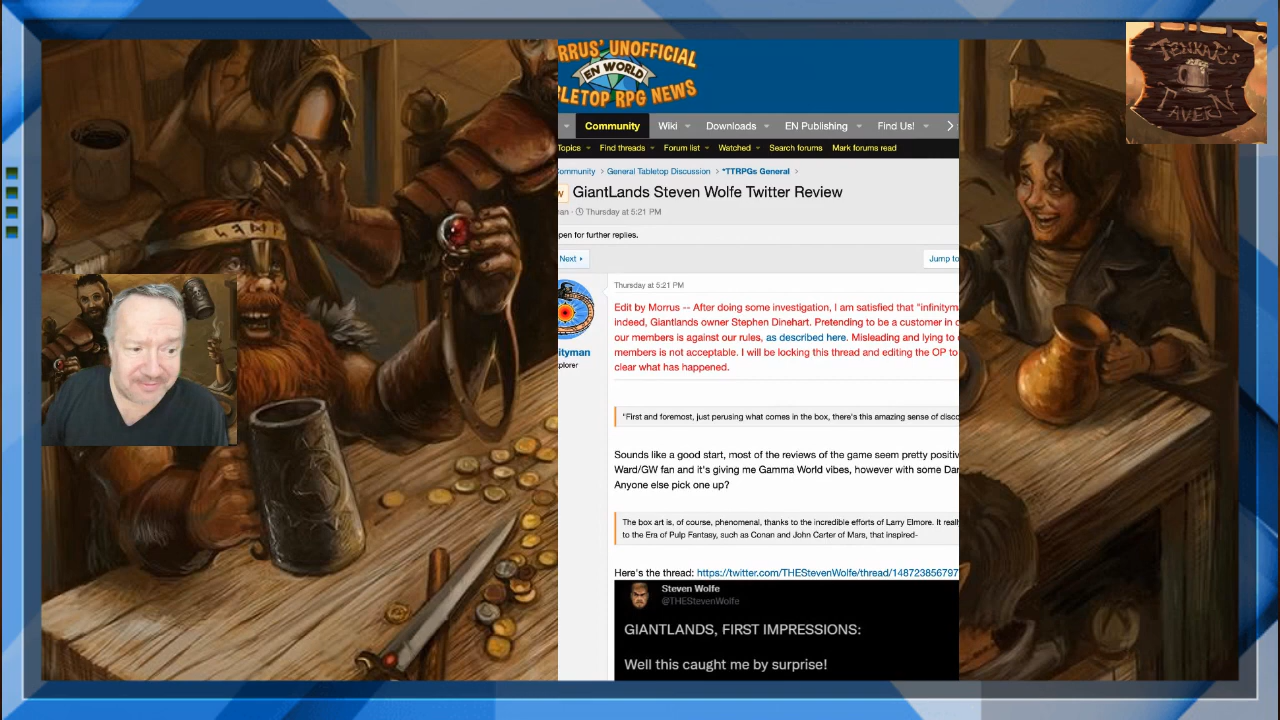 TENKAR'S
TAVERN
RRUS' UNOFFICIAL
EN WORLD
LETOP RPG NEWS
Community Wiki Downloads EN Publishing Find Us!
Topics Find threads Forum list Watched Search forums Mark forums read
ommunity General Tabletop Discussion *TTRPGs General
GiantLands Steven Wolfe Twitter Review
an · Thursday at 5:21 PM
pen for further replies.
Next
Jump to
Thursday at 5:21 PM
Edit by Morrus -- After doing some investigation, I am satisfied that "infinityma
indeed, Giantlands owner Stephen Dinehart. Pretending to be a customer in o
our members is against our rules, as described here. Misleading and lying to
members is not acceptable. I will be locking this thread and editing the OP to
clear what has happened.
ityman
plorer
"First and foremost, just perusing what comes in the box, there's this amazing sense of disco
Sounds like a good start, most of the reviews of the game seem pretty positiv
Ward/GW fan and it's giving me Gamma World vibes, however with some Dar
Anyone else pick one up?
The box art is, of course, phenomenal, thanks to the incredible efforts of Larry Elmore. It reall
to the Era of Pulp Fantasy, such as Conan and John Carter of Mars, that inspired-
Here's the thread: https://twitter.com/THEStevenWolfe/thread/148723856797
Steven Wolfe
@THEStevenWolfe
GIANTLANDS, FIRST IMPRESSIONS:
Well this caught me by surprise!